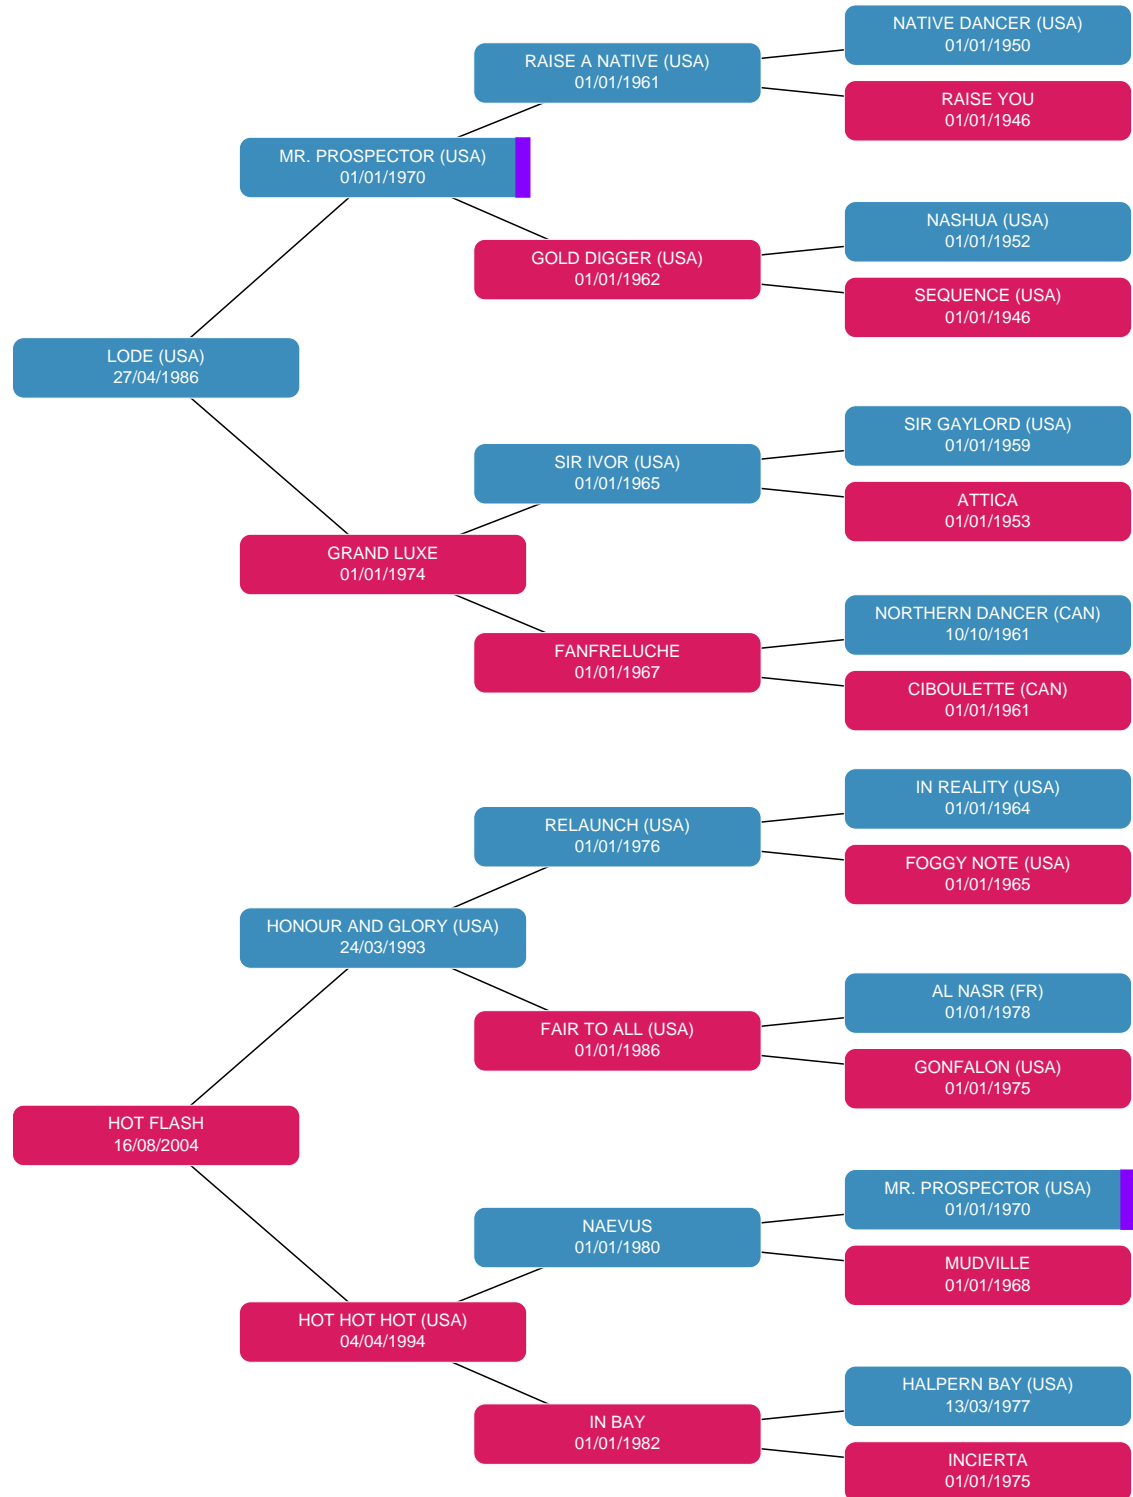 NATIVE DANCER (USA)
01/01/1950
RAISE A NATIVE (USA)
01/01/1961
RAISE YOU
01/01/1946
MR. PROSPECTOR (USA)
01/01/1970
NASHUA (USA)
01/01/1952
GOLD DIGGER (USA)
01/01/1962
SEQUENCE (USA)
01/01/1946
LODE (USA)
27/04/1986
SIR GAYLORD (USA)
01/01/1959
SIR IVOR (USA)
01/01/1965
ATTICA
01/01/1953
GRAND LUXE
01/01/1974
NORTHERN DANCER (CAN)
10/10/1961
FANFRELUCHE
01/01/1967
CIBOULETTE (CAN)
01/01/1961
IN REALITY (USA)
01/01/1964
RELAUNCH (USA)
01/01/1976
FOGGY NOTE (USA)
01/01/1965
HONOUR AND GLORY (USA)
24/03/1993
AL NASR (FR)
01/01/1978
FAIR TO ALL (USA)
01/01/1986
GONFALON (USA)
01/01/1975
HOT FLASH
16/08/2004
MR. PROSPECTOR (USA)
01/01/1970
NAEVUS
01/01/1980
MUDVILLE
01/01/1968
HOT HOT HOT (USA)
04/04/1994
HALPERN BAY (USA)
13/03/1977
IN BAY
01/01/1982
INCIERTA
01/01/1975